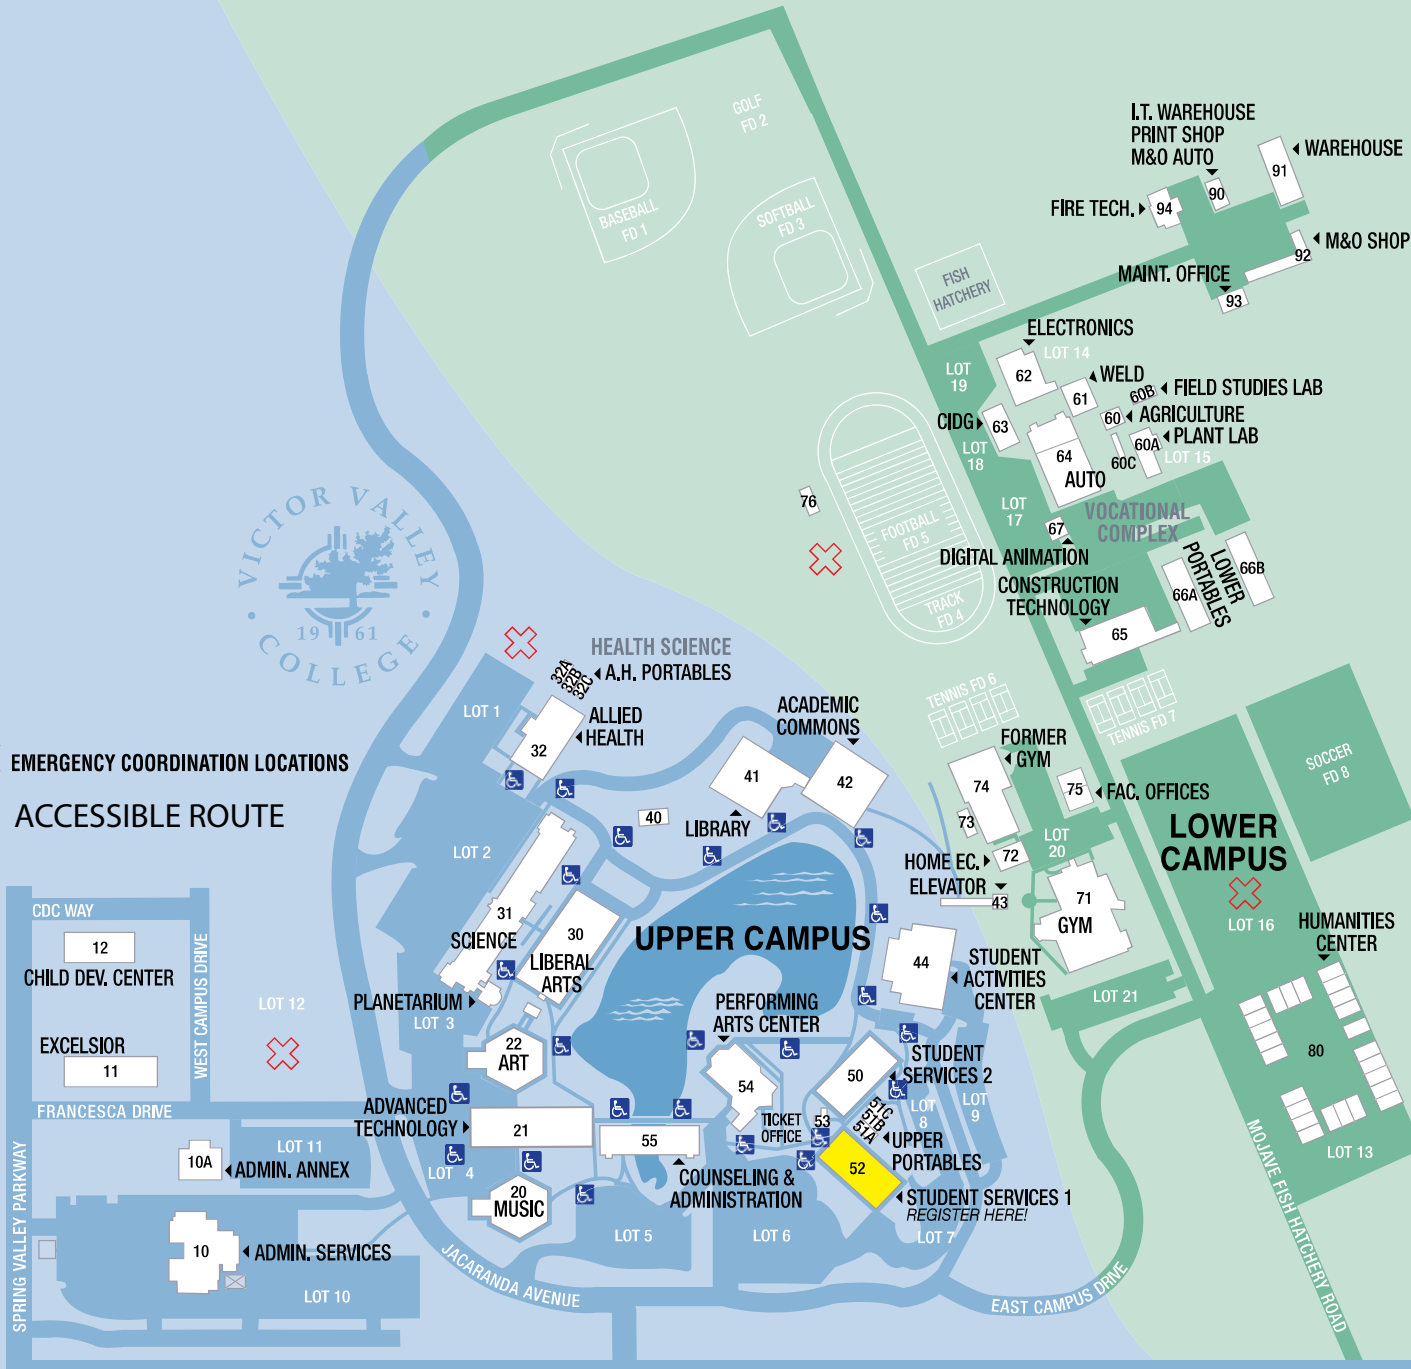 GOLF
FD 2
BASEBALL
FD 1
SOFTBALL
FD 3
I.T. WAREHOUSE
PRINT SHOP
M&O AUTO
90
91
WAREHOUSE
FIRE TECH.
94
M&O SHOP
92
MAINT. OFFICE
93
FISH
HATCHERY
ELECTRONICS
LOT 14
62
WELD
61
60B
FIELD STUDIES LAB
60
AGRICULTURE
60A
PLANT LAB
60C
LOT 15
LOT
19
CIDG
63
LOT
18
64
AUTO
LOT
17
VOCATIONAL
COMPLEX
67
DIGITAL ANIMATION
CONSTRUCTION
TECHNOLOGY
65
66A
LOWER
PORTABLES
66B
76
FOOTBALL
FD 5
TRACK
FD 4
VICTOR VALLEY
COLLEGE
19 61
HEALTH SCIENCE
32A
32B
32C
A.H. PORTABLES
LOT 1
ALLIED
HEALTH
32
ACADEMIC
COMMONS
TENNIS FD 6
TENNIS FD 7
SOCCER
FD 8
FORMER
GYM
74
75
FAC. OFFICES
73
EMERGENCY COORDINATION LOCATIONS
ACCESSIBLE ROUTE
41
42
40
LIBRARY
LOT 2
LOWER
CAMPUS
LOT
20
HOME EC.
72
ELEVATOR
43
71
GYM
LOT 16
HUMANITIES
CENTER
CDC WAY
12
CHILD DEV. CENTER
WEST CAMPUS DRIVE
31
SCIENCE
30
LIBERAL
ARTS
UPPER CAMPUS
44
STUDENT
ACTIVITIES
CENTER
LOT 21
PLANETARIUM
LOT 12
LOT 3
PERFORMING
ARTS CENTER
EXCELSIOR
11
22
ART
54
50
STUDENT
SERVICES 2
80
FRANCESCA DRIVE
ADVANCED
TECHNOLOGY
21
55
TICKET
OFFICE
53
51C
51B
51A
LOT
8
LOT
9
UPPER
PORTABLES
LOT 11
10A
ADMIN. ANNEX
LOT 4
COUNSELING &
ADMINISTRATION
52
STUDENT SERVICES 1
REGISTER HERE!
LOT 13
20
MUSIC
LOT 5
LOT 6
LOT 7
10
ADMIN. SERVICES
LOT 10
SPRING VALLEY PARKWAY
JACARANDA AVENUE
EAST CAMPUS DRIVE
MOJAVE FISH HATCHERY ROAD